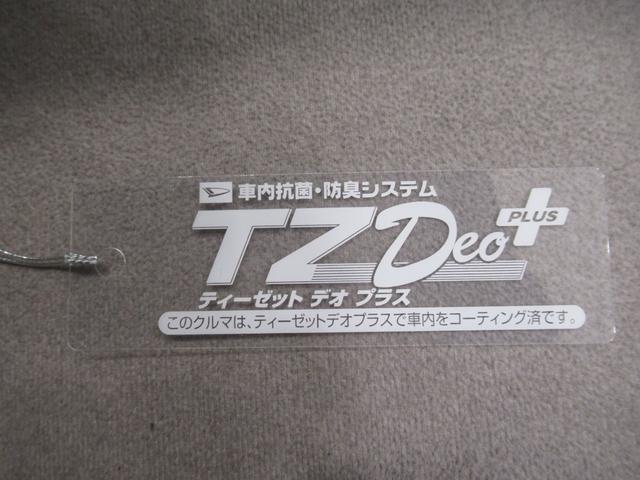 車内抗菌・防臭システム
TZ Deo PLUS
ティーゼット デオ プラス
このクルマは、ティーゼットデオプラスで車内をコーティング済です。